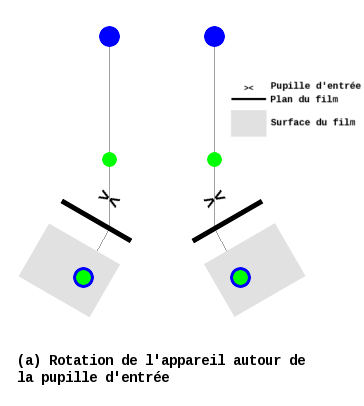 Pupille d'entrée
Plan du film
Surface du film
(a) Rotation de l'appareil autour de
la pupille d'entrée